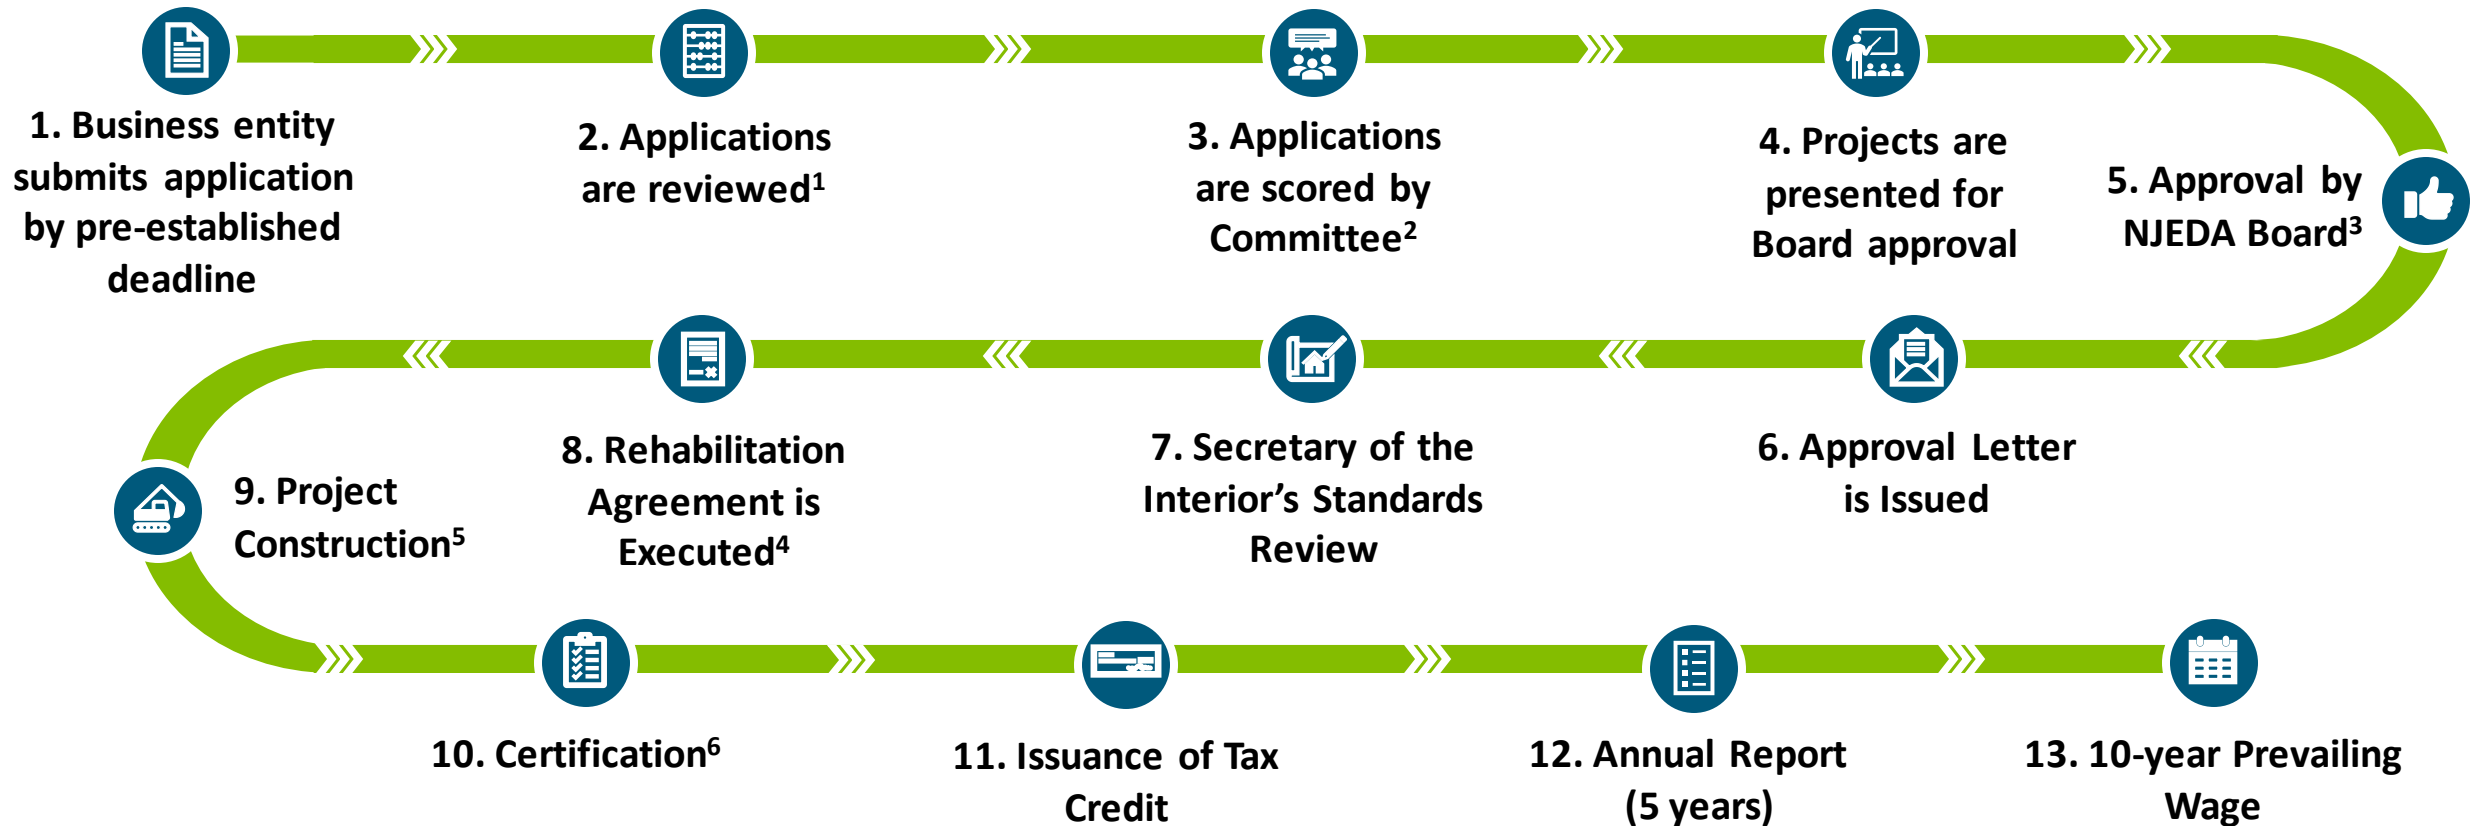 1. Business entity
submits application
by pre-established
deadline
2. Applications
are reviewed¹
3. Applications
are scored by
Committee²
4. Projects are
presented for
Board approval
5. Approval by
NJEDA Board³
6. Approval Letter
is Issued
7. Secretary of the
Interior’s Standards
Review
8. Rehabilitation
Agreement is
Executed⁴
9. Project
Construction⁵
10. Certification⁶
11. Issuance of Tax
Credit
12. Annual Report
(5 years)
13. 10-year Prevailing
Wage